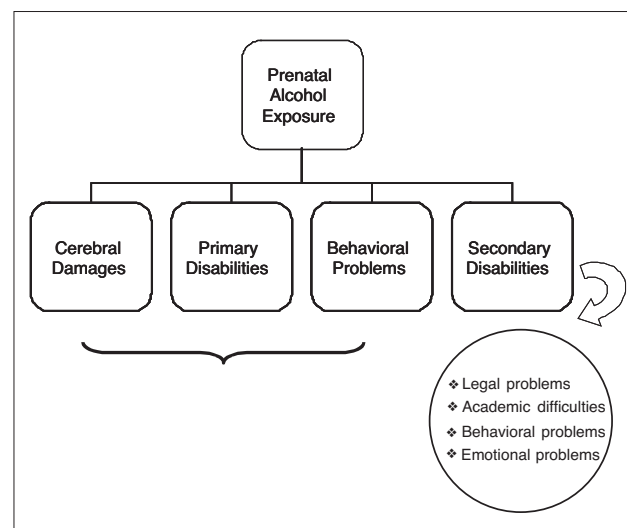 Prenatal
Alcohol
Exposure
Cerebral
Damages
Primary
Disabilities
Behavioral
Problems
Secondary
Disabilities
❖ Legal problems
❖ Academic difficulties
❖ Behavioral problems
❖ Emotional problems